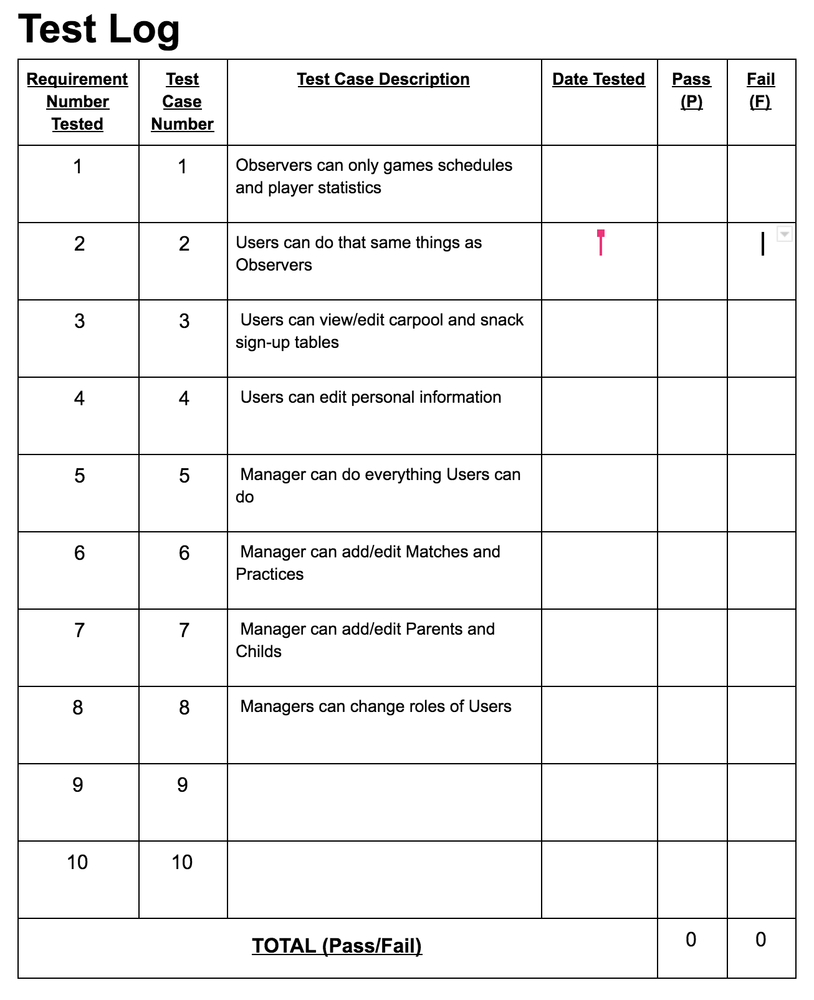 Test Log
Requirement
Number
Tested
Test
Case
Number
Test Case Description
Date Tested
Pass
(P)
Fail
(F)
1
1
Observers can only games schedules
and player statistics
2
2
Users can do that same things as
Observers
3
3
Users can view/edit carpool and snack
sign-up tables
4
4
Users can edit personal information
5
5
Manager can do everything Users can
do
6
6
Manager can add/edit Matches and
Practices
7
7
Manager can add/edit Parents and
Childs
8
8
Managers can change roles of Users
9
9
10
10
TOTAL (Pass/Fail)
0
0